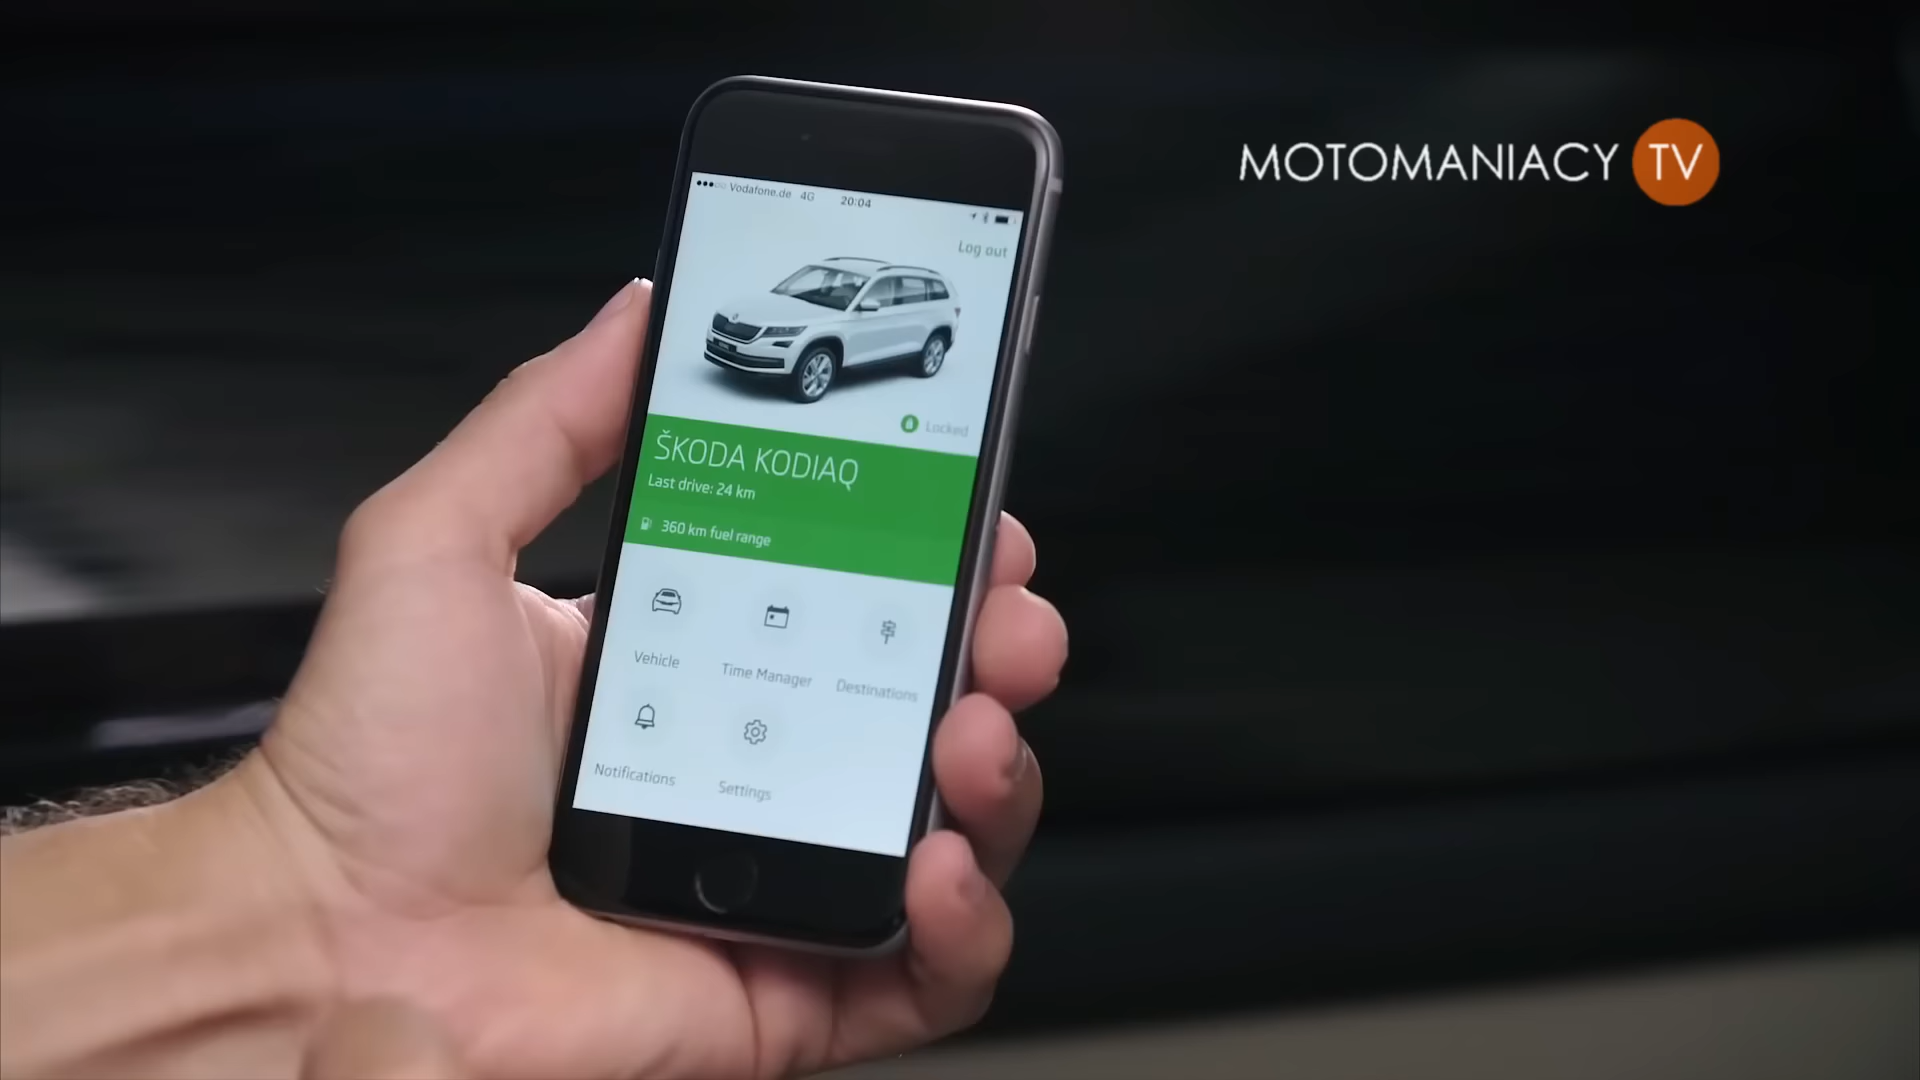 MOTOMANIACY TV
Vodafone.de 4G 20:04
Log out
Locked
ŠKODA KODIAQ
Last drive: 24 km
360 km fuel range
Vehicle
Time Manager
Destinations
Notifications
Settings